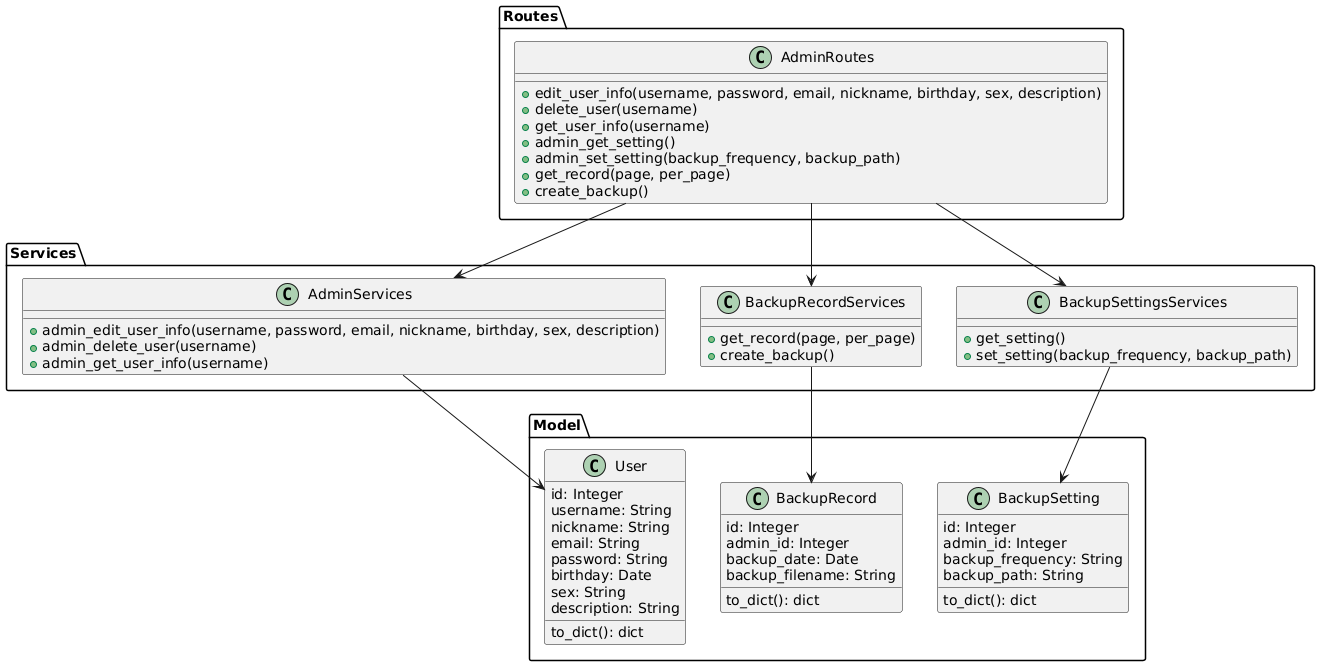 Routes
C AdminRoutes
edit_user_info(username, password, email, nickname, birthday, sex, description)
delete_user(username)
get_user_info(username)
admin_get_setting()
admin_set_setting(backup_frequency, backup_path)
get_record(page, per_page)
create_backup()
Services
C AdminServices
admin_edit_user_info(username, password, email, nickname, birthday, sex, description)
admin_delete_user(username)
admin_get_user_info(username)
C BackupRecordServices
get_record(page, per_page)
create_backup()
C BackupSettingsServices
get_setting()
set_setting(backup_frequency, backup_path)
Model
C User
id: Integer
username: String
nickname: String
email: String
password: String
birthday: Date
sex: String
description: String
to_dict(): dict
C BackupRecord
id: Integer
admin_id: Integer
backup_date: Date
backup_filename: String
to_dict(): dict
C BackupSetting
id: Integer
admin_id: Integer
backup_frequency: String
backup_path: String
to_dict(): dict